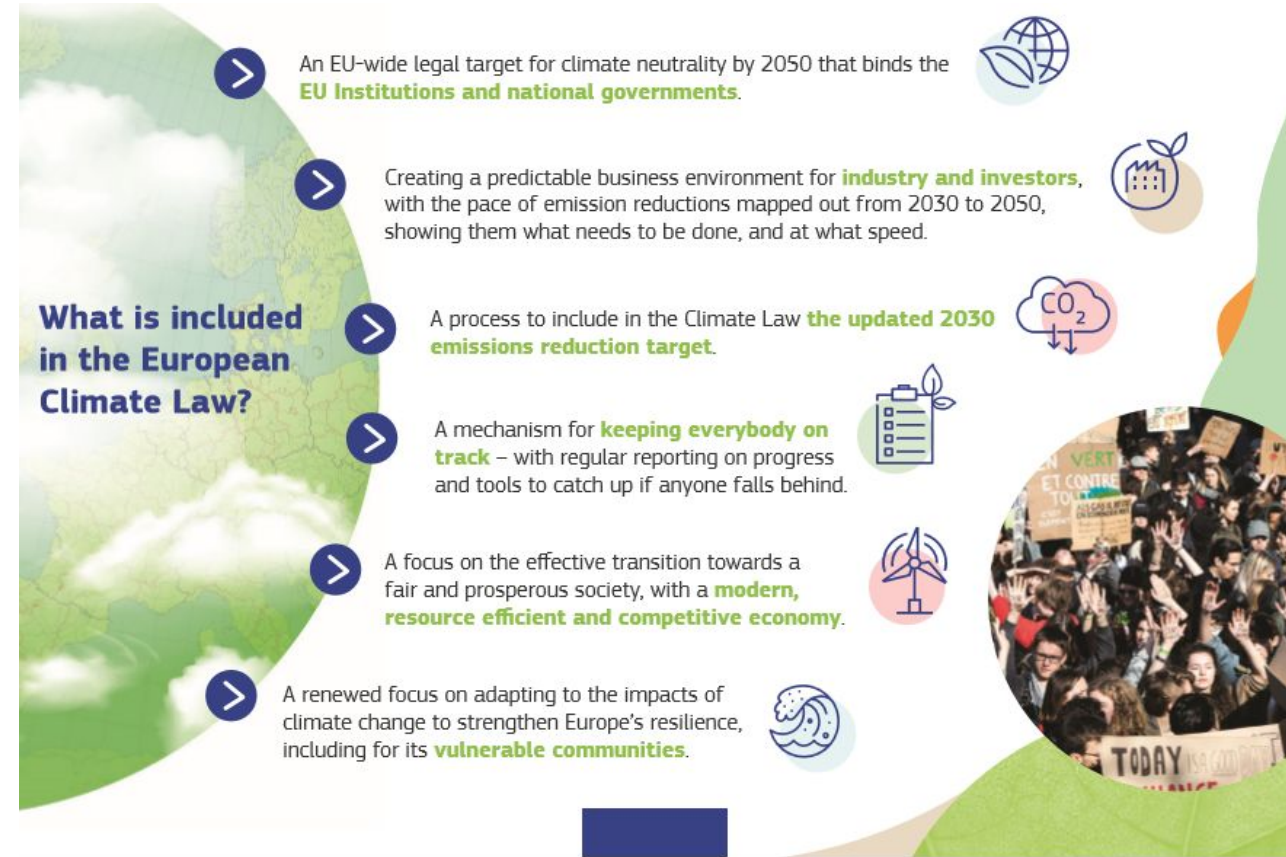 What is included
in the European
Climate Law?
An EU-wide legal target for climate neutrality by 2050 that binds the
EU Institutions and national governments.
Creating a predictable business environment for industry and investors,
with the pace of emission reductions mapped out from 2030 to 2050,
showing them what needs to be done, and at what speed.
A process to include in the Climate Law the updated 2030
emissions reduction target.
CO2
A mechanism for keeping everybody on
track – with regular reporting on progress
and tools to catch up if anyone falls behind.
A focus on the effective transition towards a
fair and prosperous society, with a modern,
resource efficient and competitive economy.
A renewed focus on adapting to the impacts of
climate change to strengthen Europe's resilience,
including for its vulnerable communities.
EN VERT
ET CONTRE
TOUT
TODAY IS A GOOD